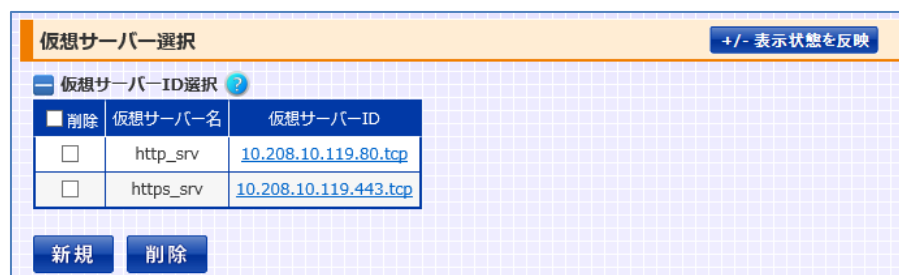 仮想サーバー選択 +/- 表示状態を反映
仮想サーバーID選択 ?
削除 仮想サーバー名 仮想サーバーID
http_srv 10.208.10.119.80.tcp
https_srv 10.208.10.119.443.tcp
新規 削除